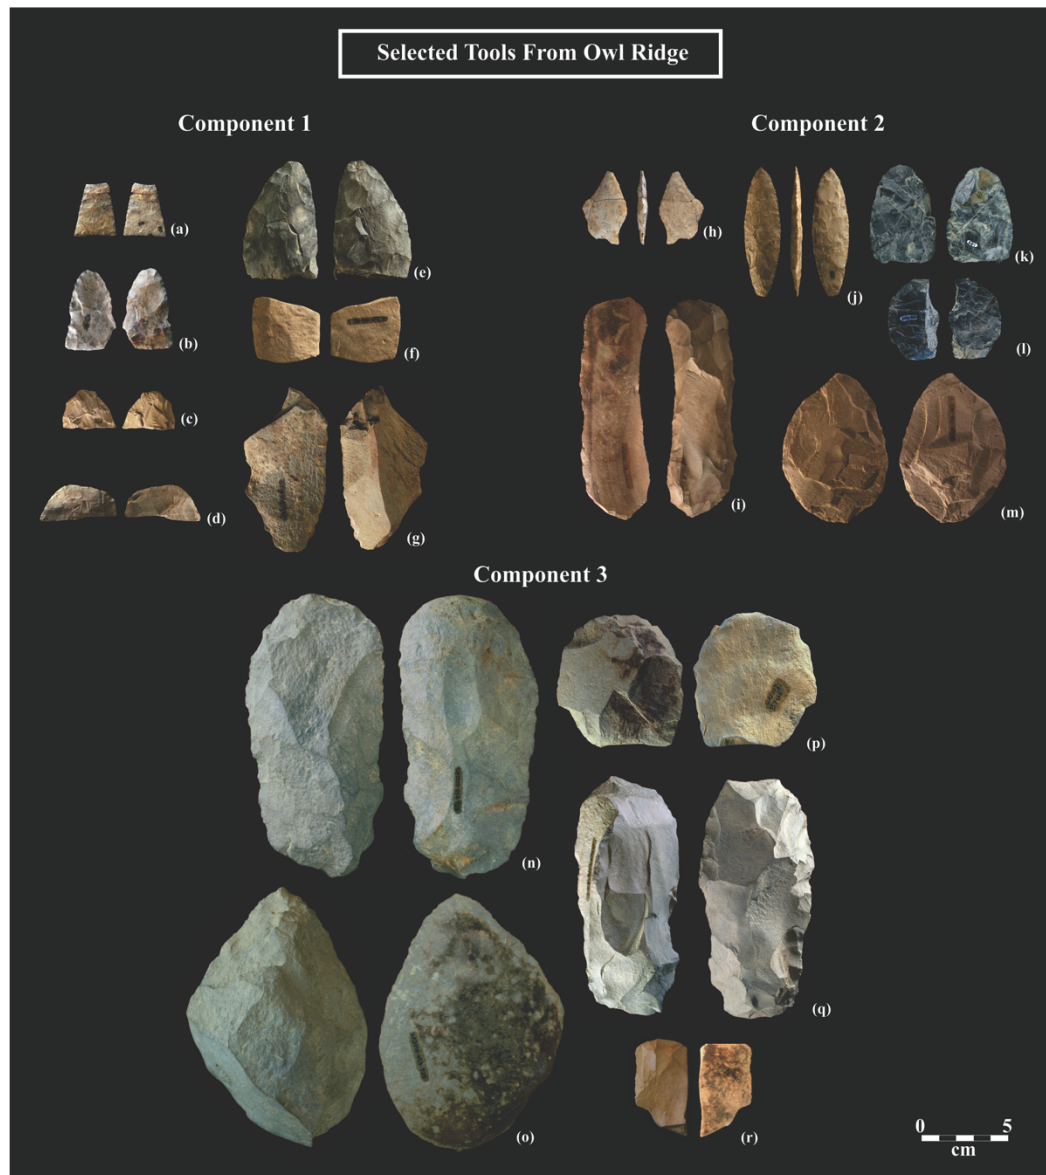 Selected Tools From Owl Ridge
Component 1
Component 2
(a)
(e)
(h)
(j)
(k)
(b)
(f)
(l)
(c)
(d)
(g)
(i)
(m)
Component 3
(n)
(p)
(q)
(o)
(r)
0 5
cm